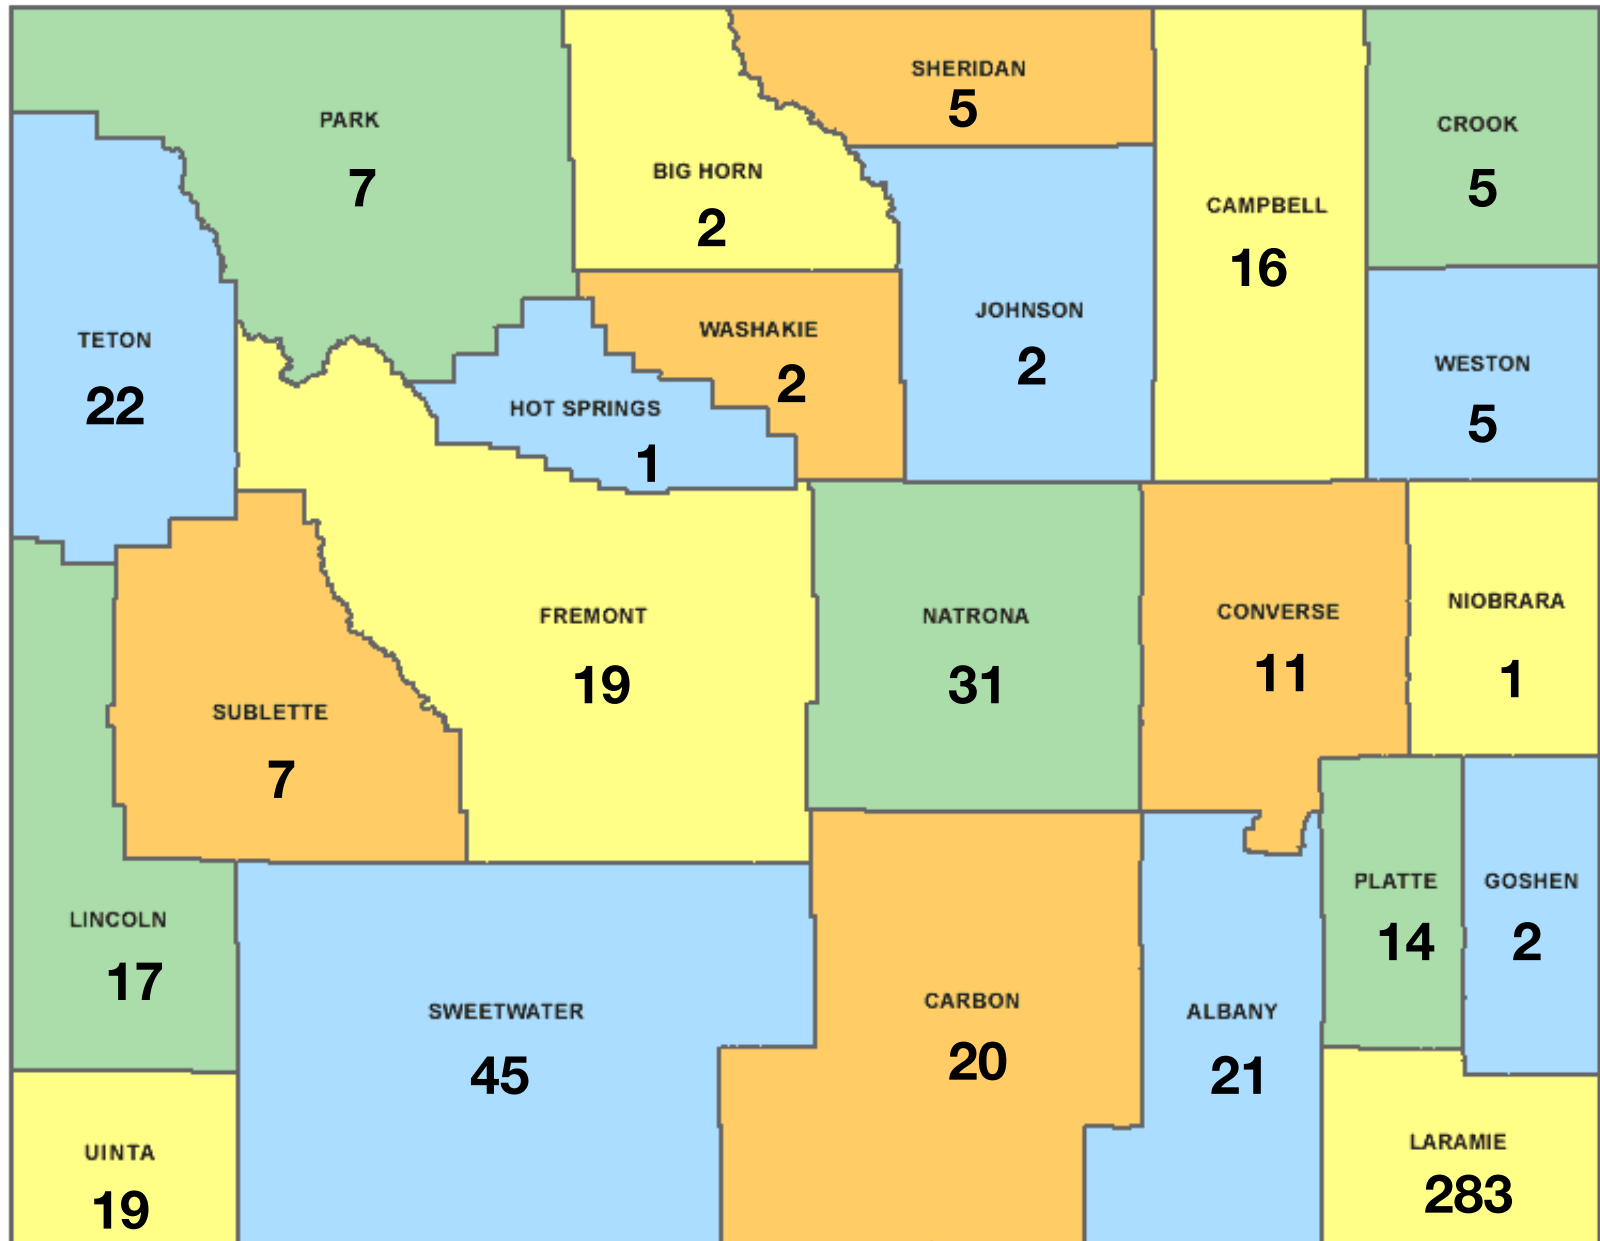 SHERIDAN
5
PARK
7
CROOK
5
BIG HORN
2
CAMPBELL
16
JOHNSON
2
WASHAKIE
2
TETON
22
WESTON
5
HOT SPRINGS
1
NIOBRARA
1
CONVERSE
11
FREMONT
19
NATRONA
31
SUBLETTE
7
PLATTE
14
GOSHEN
2
LINCOLN
17
CARBON
20
SWEETWATER
45
ALBANY
21
LARAMIE
283
UINTA
19